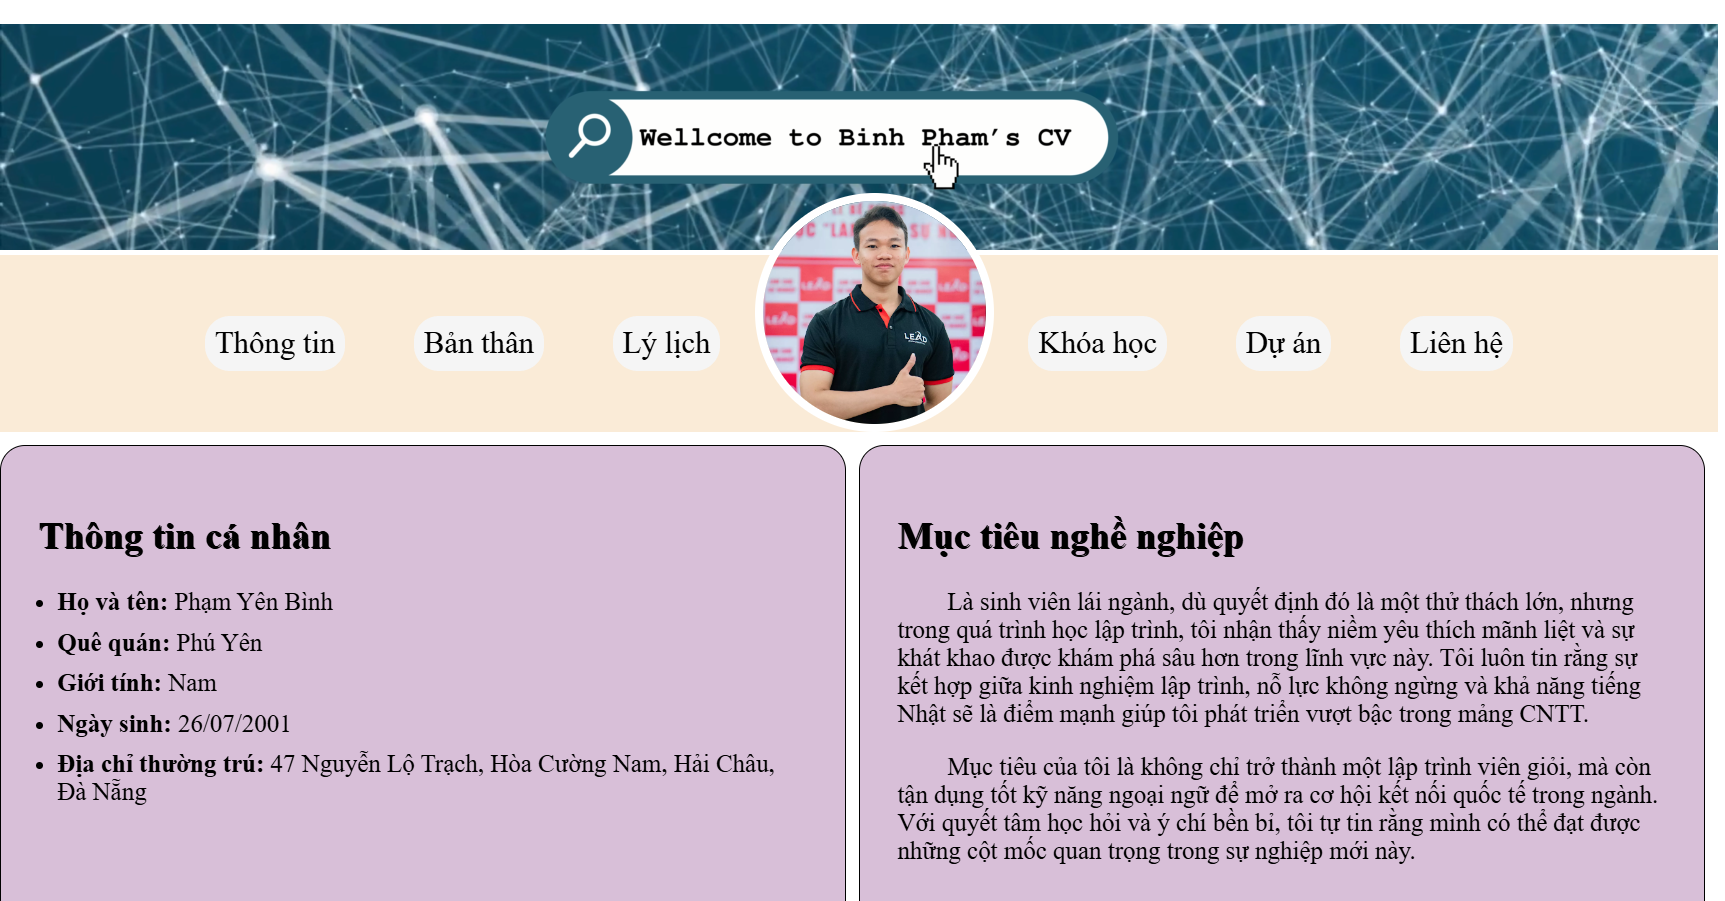 Wellcome to Binh Pham’s CV
LEAD
Thông tin
Bản thân
Lý lịch
Khóa học
Dự án
Liên hệ
Thông tin cá nhân
Họ và tên: Phạm Yên Bình
Quê quán: Phú Yên
Giới tính: Nam
Ngày sinh: 26/07/2001
Địa chỉ thường trú: 47 Nguyễn Lộ Trạch, Hòa Cường Nam, Hải Châu,
Đà Nẵng
Mục tiêu nghề nghiệp
Là sinh viên lái ngành, dù quyết định đó là một thử thách lớn, nhưng
trong quá trình học lập trình, tôi nhận thấy niềm yêu thích mãnh liệt và sự
khát khao được khám phá sâu hơn trong lĩnh vực này. Tôi luôn tin rằng sự
kết hợp giữa kinh nghiệm lập trình, nỗ lực không ngừng và khả năng tiếng
Nhật sẽ là điểm mạnh giúp tôi phát triển vượt bậc trong mảng CNTT.
Mục tiêu của tôi là không chỉ trở thành một lập trình viên giỏi, mà còn
tận dụng tốt kỹ năng ngoại ngữ để mở ra cơ hội kết nối quốc tế trong ngành.
Với quyết tâm học hỏi và ý chí bền bỉ, tôi tự tin rằng mình có thể đạt được
những cột mốc quan trọng trong sự nghiệp mới này.